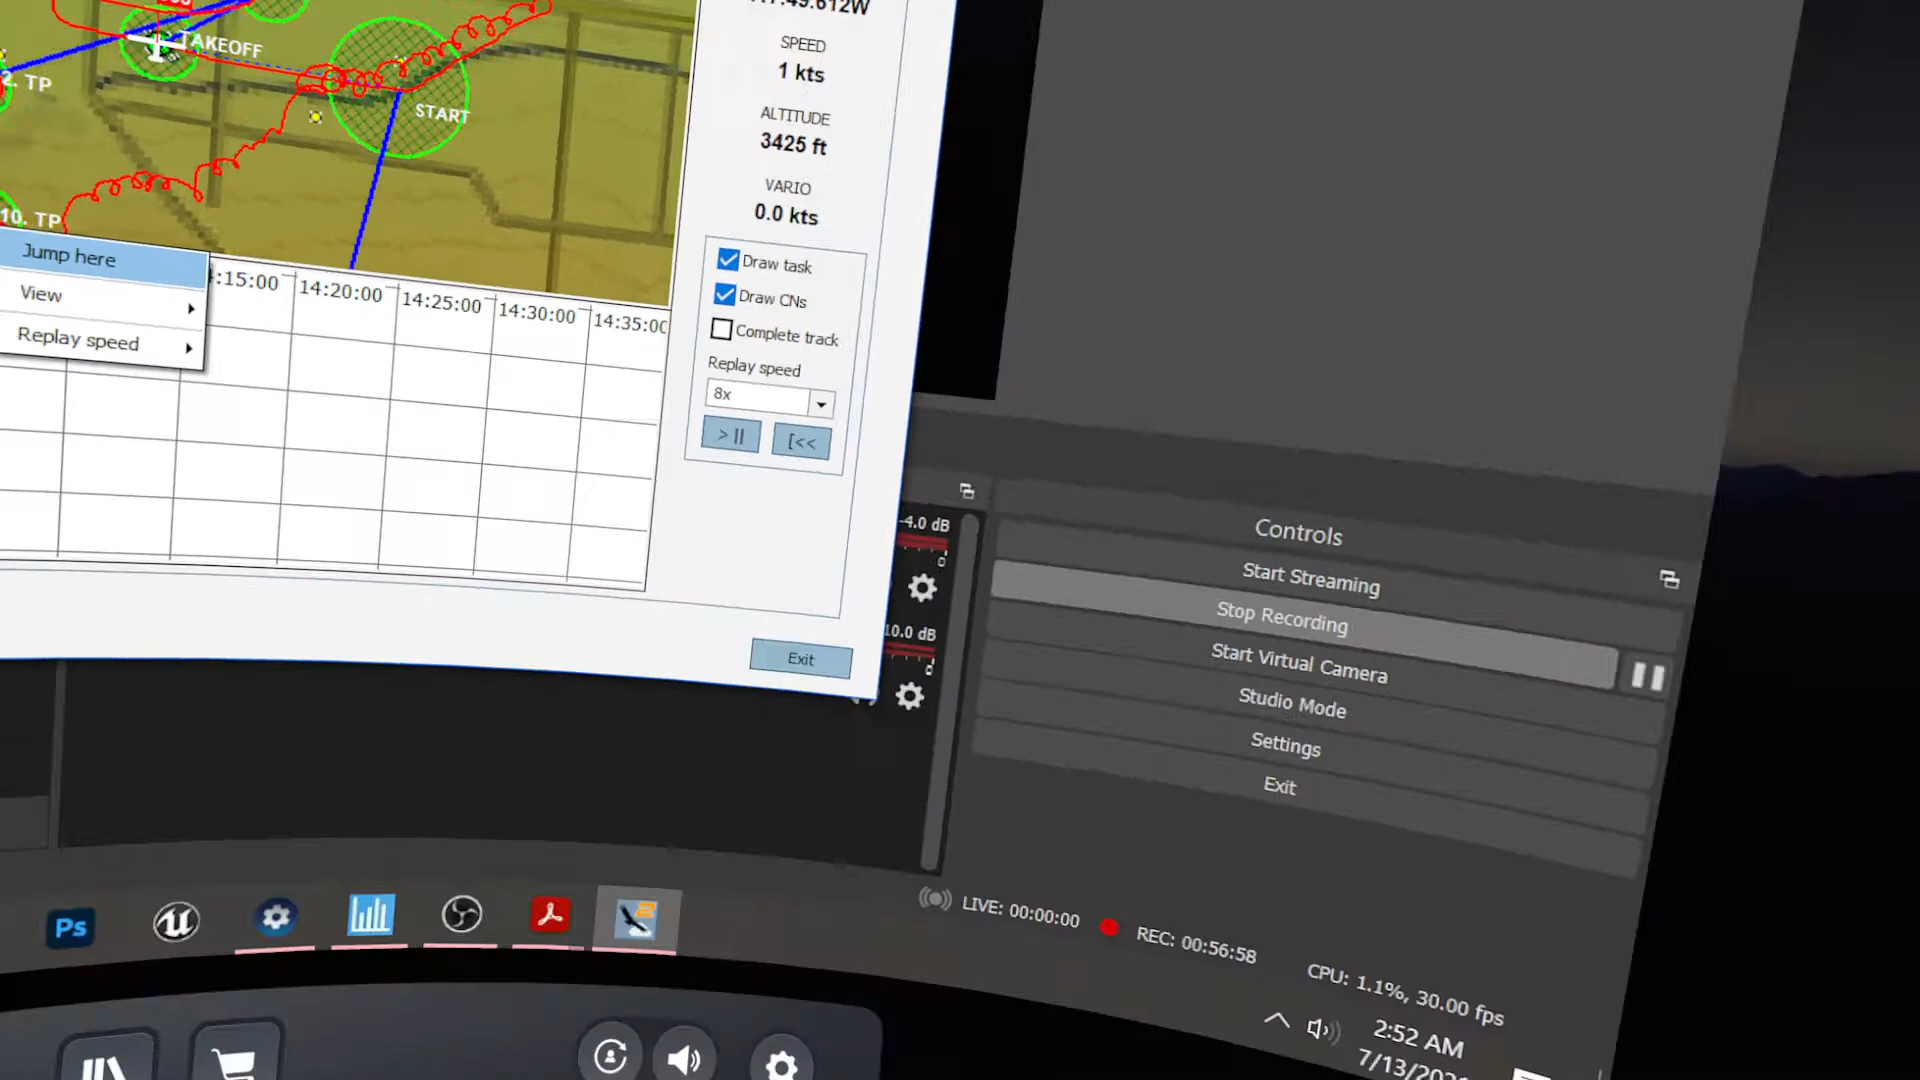 TAKEOFF
2. TP
START
10. TP
SPEED
1 kts
ALTITUDE
3425 ft
VARIO
0.0 kts
Jump here
View
Replay speed
:15:00
14:20:00
14:25:00
14:30:00
14:35:00
Draw task
Draw CNs
Complete track
Replay speed
8x
> ||
[<<
Exit
-4.0 dB
0
10.0 dB
0
Controls
Start Streaming
Stop Recording
Start Virtual Camera
Studio Mode
Settings
Exit
Ps
LIVE: 00:00:00
REC: 00:56:58
CPU: 1.1%, 30.00 fps
2:52 AM